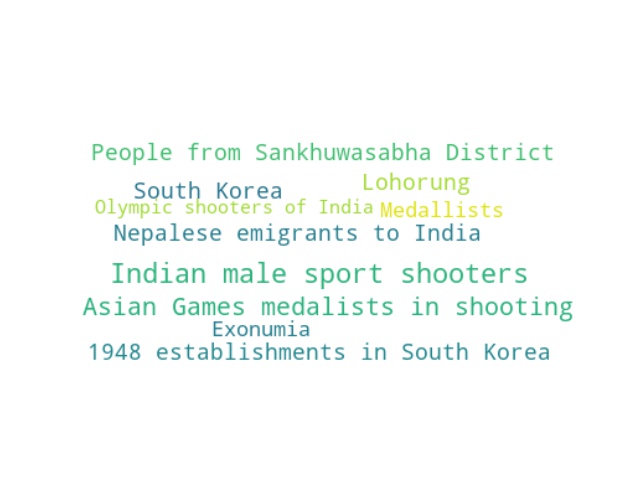 People from Sankhuwasabha District
Lohorung
South Korea
Olympic shooters of India
Medallists
Nepalese emigrants to India
Indian male sport shooters
Asian Games medalists in shooting
Exonumia
1948 establishments in South Korea